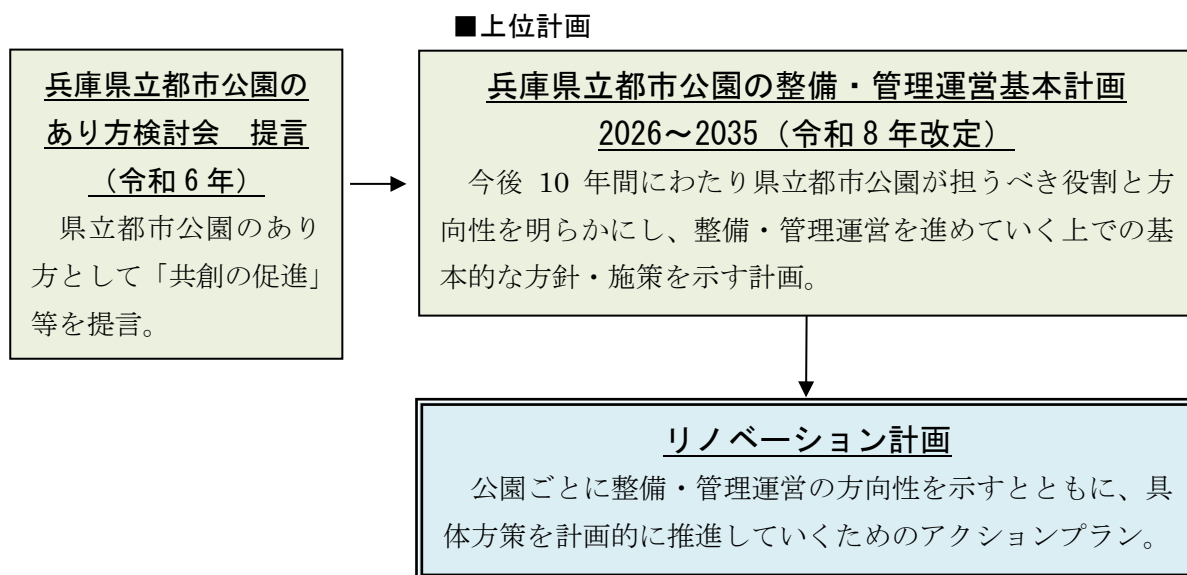 ■上位計画
兵庫県立都市公園の
あり方検討会　提言
（令和６年）
県立都市公園のあり
方として「共創の促進」
等を提言。
兵庫県立都市公園の整備・管理運営基本計画
2026～2035（令和８年改定）
今後 10 年間にわたり県立都市公園が担うべき役割と方
向性を明らかにし、整備・管理運営を進めていく上での基
本的な方針・施策を示す計画。
リノベーション計画
公園ごとに整備・管理運営の方向性を示すとともに、具
体方策を計画的に推進していくためのアクションプラン。